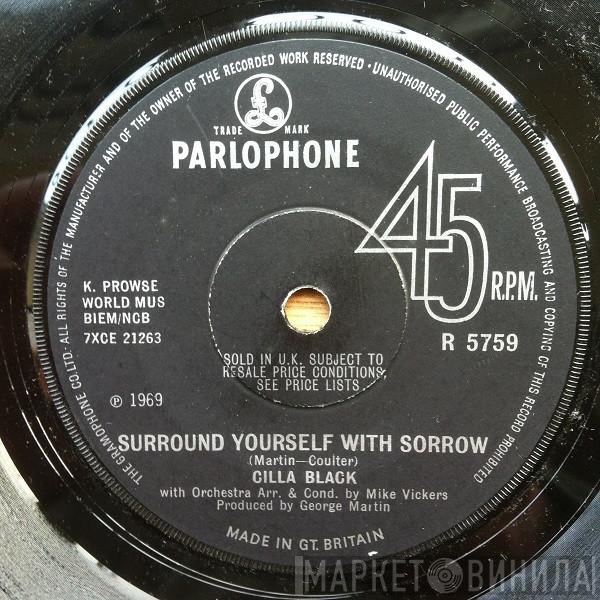 THE GRAMOPHONE CO.LTD.· ALL RIGHTS OF THE MANUFACTURER AND OF THE OWNER OF THE RECORDED WORK RESERVED · UNAUTHORISED PUBLIC PERFORMANCE BROADCASTING AND COPYING OF THIS RECORD PROHIBITED
£
TRADE MARK
PARLOPHONE
45 R.P.M.
K. PROWSE
WORLD MUS
BIEM/NCB
7XCE 21263
R 5759
SOLD IN U.K. SUBJECT TO
RESALE PRICE CONDITIONS,
SEE PRICE LISTS
℗ 1969
SURROUND YOURSELF WITH SORROW
(Martin—Coulter)
CILLA BLACK
with Orchestra Arr. & Cond. by Mike Vickers
Produced by George Martin
MADE IN GT. BRITAIN
МАРКЕТ ВИНИЛА